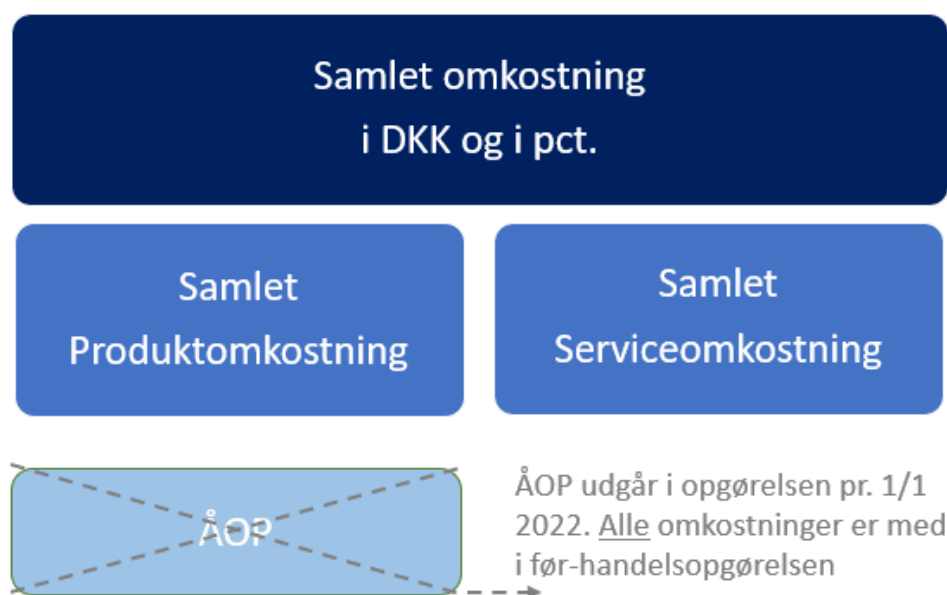 Samlet omkostning
i DKK og i pct.
Samlet
Produktomkostning
Samlet
Serviceomkostning
ÅOP
ÅOP udgår i opgørelsen pr. 1/1
2022. Alle omkostninger er med
i før-handelsopgørelsen